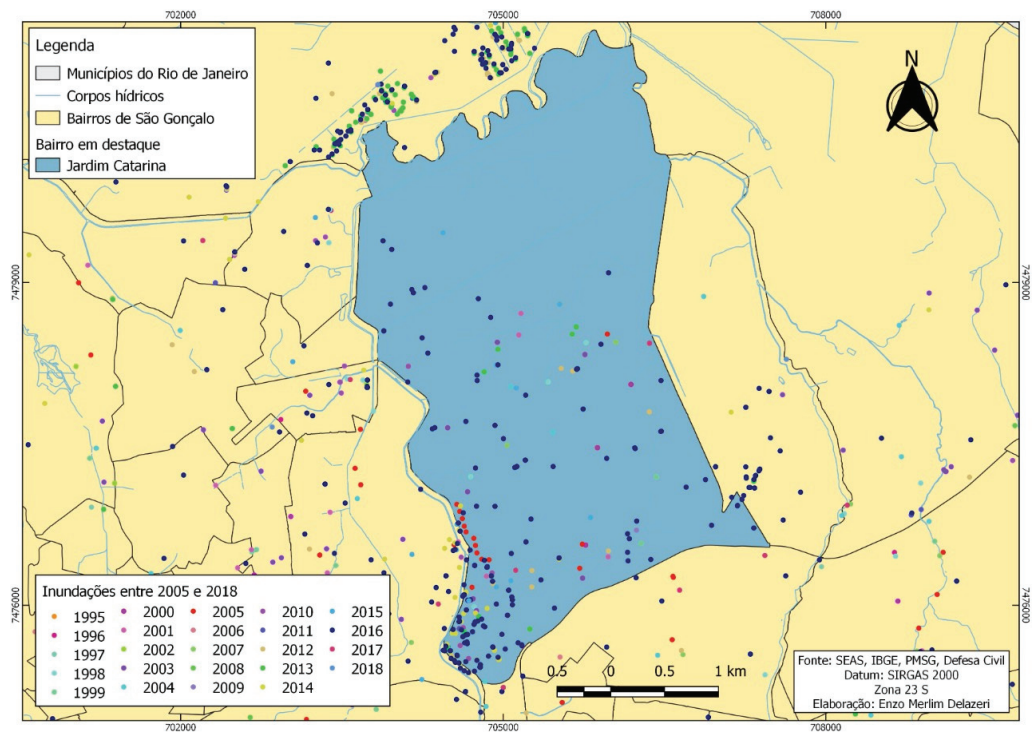 702000
705000
708000
Legenda
Municípios do Rio de Janeiro
Corpos hídricos
Bairros de São Gonçalo
Bairro em destaque
Jardim Catarina
N
7479000
7479000
7476000
7476000
Inundações entre 2005 e 2018
1995
1996
1997
1998
1999
2000
2001
2002
2003
2004
2005
2006
2007
2008
2009
2010
2011
2012
2013
2014
2015
2016
2017
2018
0.5 0 0.5 1 km
Fonte: SEAS, IBGE, PMSG, Defesa Civil
Datum: SIRGAS 2000
Zona 23 S
Elaboração: Enzo Merlim Delazeri
702000
705000
708000